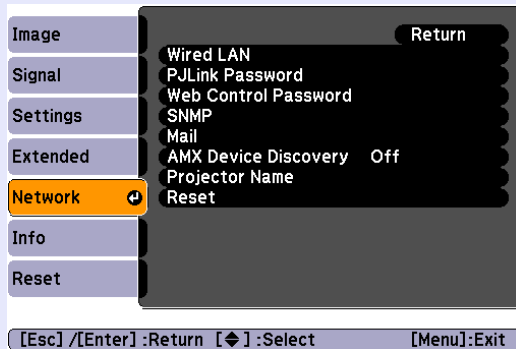 Image
Signal
Settings
Extended
Network
Info
Reset
Return
Wired LAN
PJLink Password
Web Control Password
SNMP
Mail
AMX Device Discovery Off
Projector Name
Reset
[Esc] /[Enter] :Return [◆] :Select [Menu]:Exit